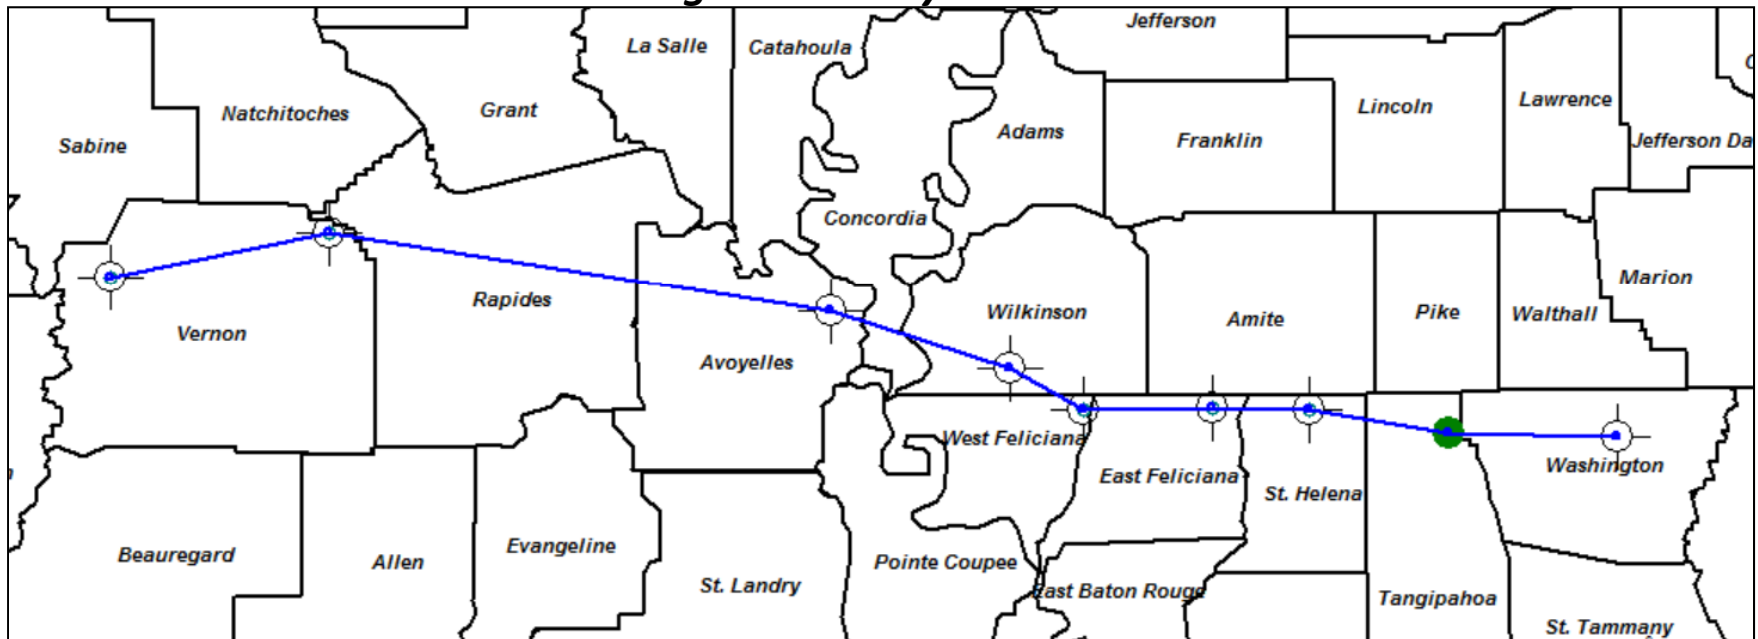 Jefferson
La Salle
Catahoula
Natchitoches
Grant
Lincoln
Lawrence
Sabine
Adams
Franklin
Jefferson Da
Concordia
Marion
Rapides
Wilkinson
Vernon
Amite
Pike
Walthall
Avoyelles
West Feliciana
Washington
East Feliciana
St. Helena
Beauregard
Allen
Evangeline
St. Landry
Pointe Coupee
East Baton Rouge
Tangipahoa
St. Tammany